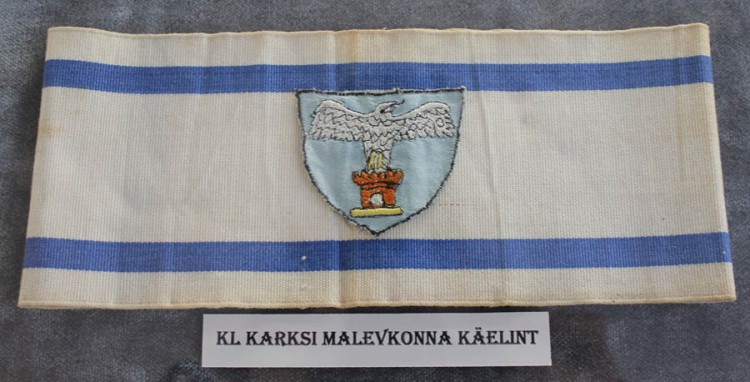 KL KARKSI MALEVKONNA KÄELINT